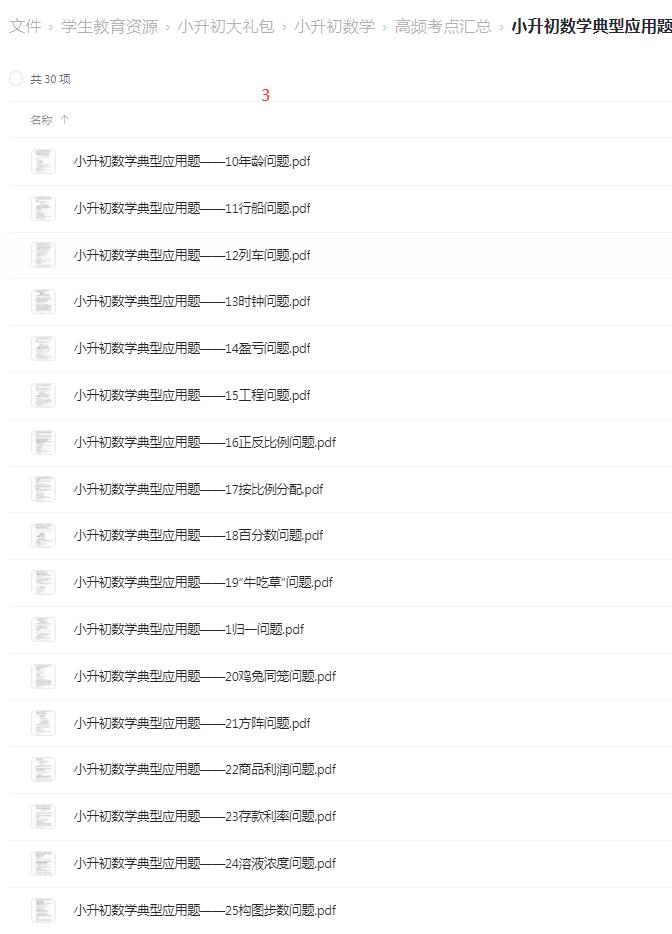 文件 › 学生教育资源 › 小升初大礼包 › 小升初数学 › 高频考点汇总 › 小升初数学典型应用题
共 30 项
3
名称 ↑
小升初数学典型应用题——10年龄问题.pdf
小升初数学典型应用题——11行船问题.pdf
小升初数学典型应用题——12列车问题.pdf
小升初数学典型应用题——13时钟问题.pdf
小升初数学典型应用题——14盈亏问题.pdf
小升初数学典型应用题——15工程问题.pdf
小升初数学典型应用题——16正反比例问题.pdf
小升初数学典型应用题——17按比例分配.pdf
小升初数学典型应用题——18百分数问题.pdf
小升初数学典型应用题——19“牛吃草”问题.pdf
小升初数学典型应用题——1归一问题.pdf
小升初数学典型应用题——20鸡兔同笼问题.pdf
小升初数学典型应用题——21方阵问题.pdf
小升初数学典型应用题——22商品利润问题.pdf
小升初数学典型应用题——23存款利率问题.pdf
小升初数学典型应用题——24溶液浓度问题.pdf
小升初数学典型应用题——25构图步数问题.pdf